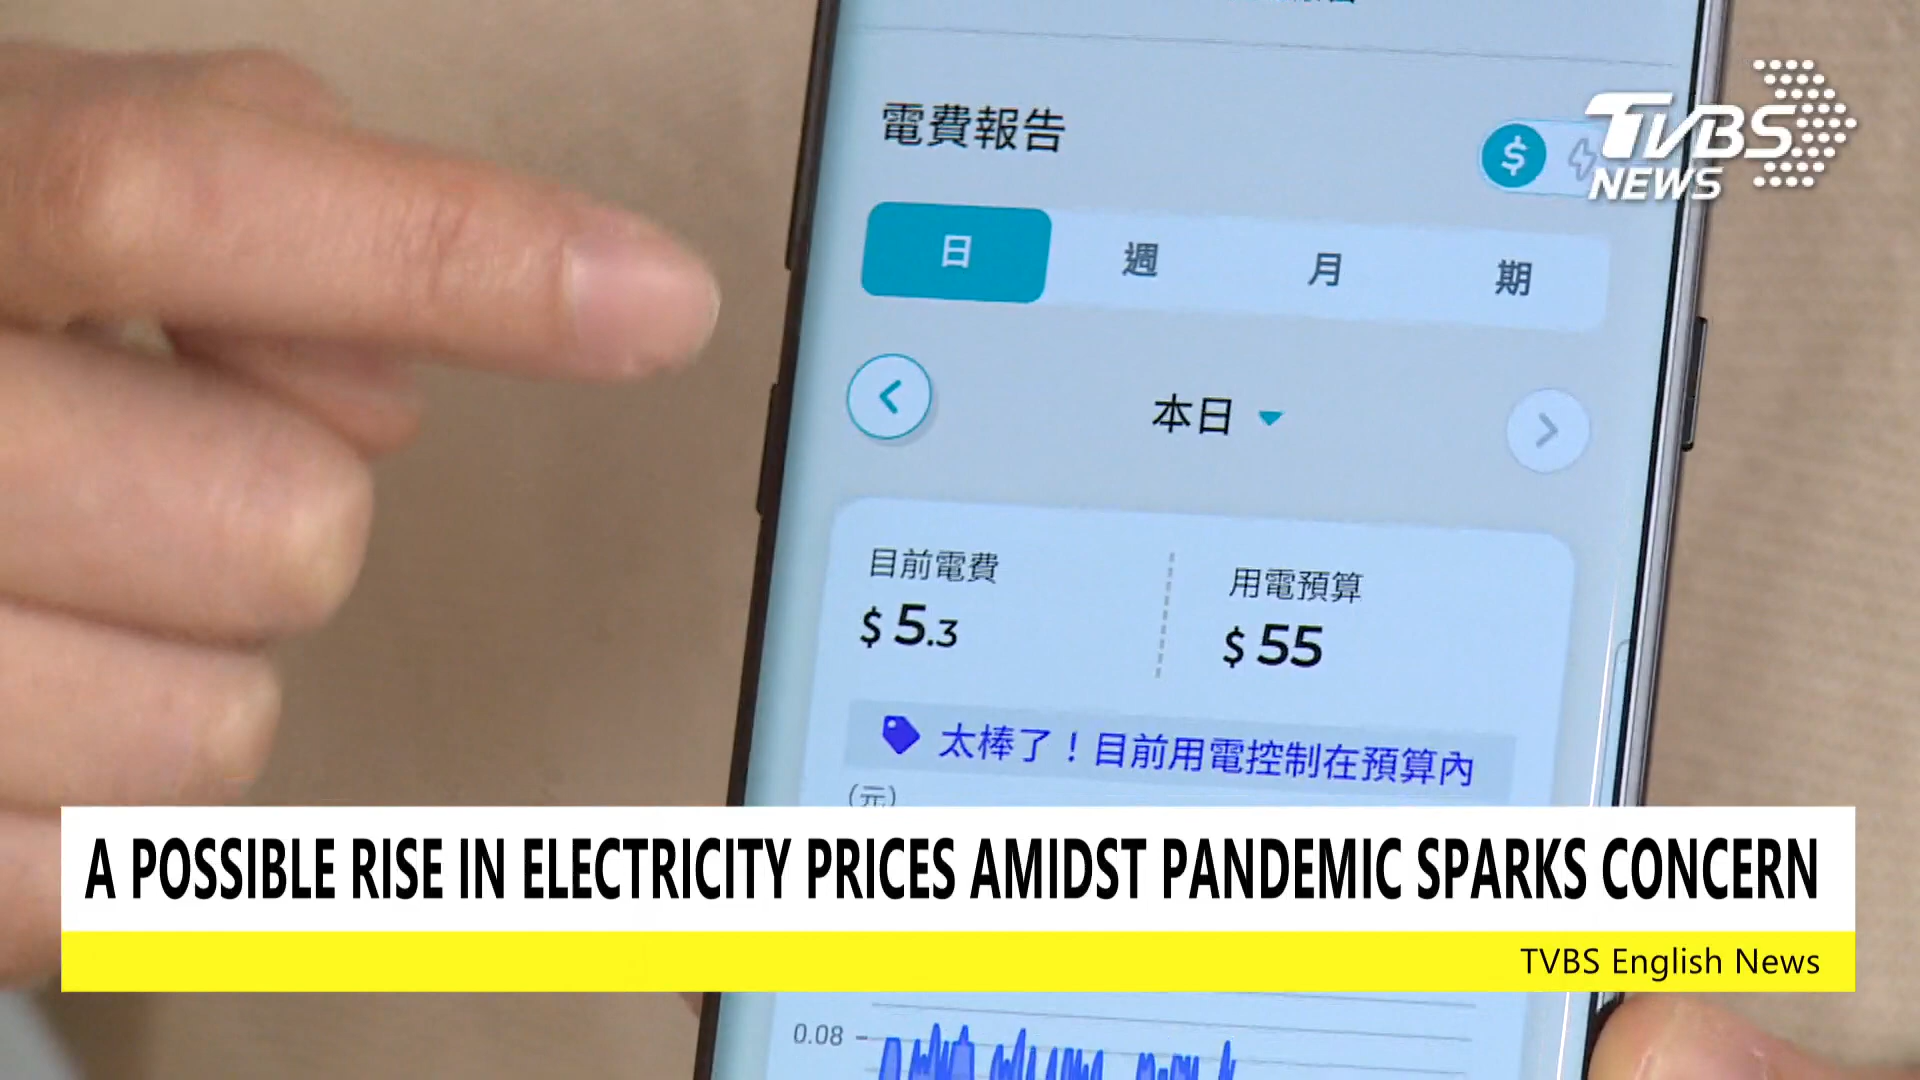 電費報告
$
TVBS
NEWS
日 週 月 期
本日
目前電費 用電預算
$ 5.3 $ 55
太棒了！目前用電控制在預算內
(元)
A POSSIBLE RISE IN ELECTRICITY PRICES AMIDST PANDEMIC SPARKS CONCERN
TVBS English News
0.08